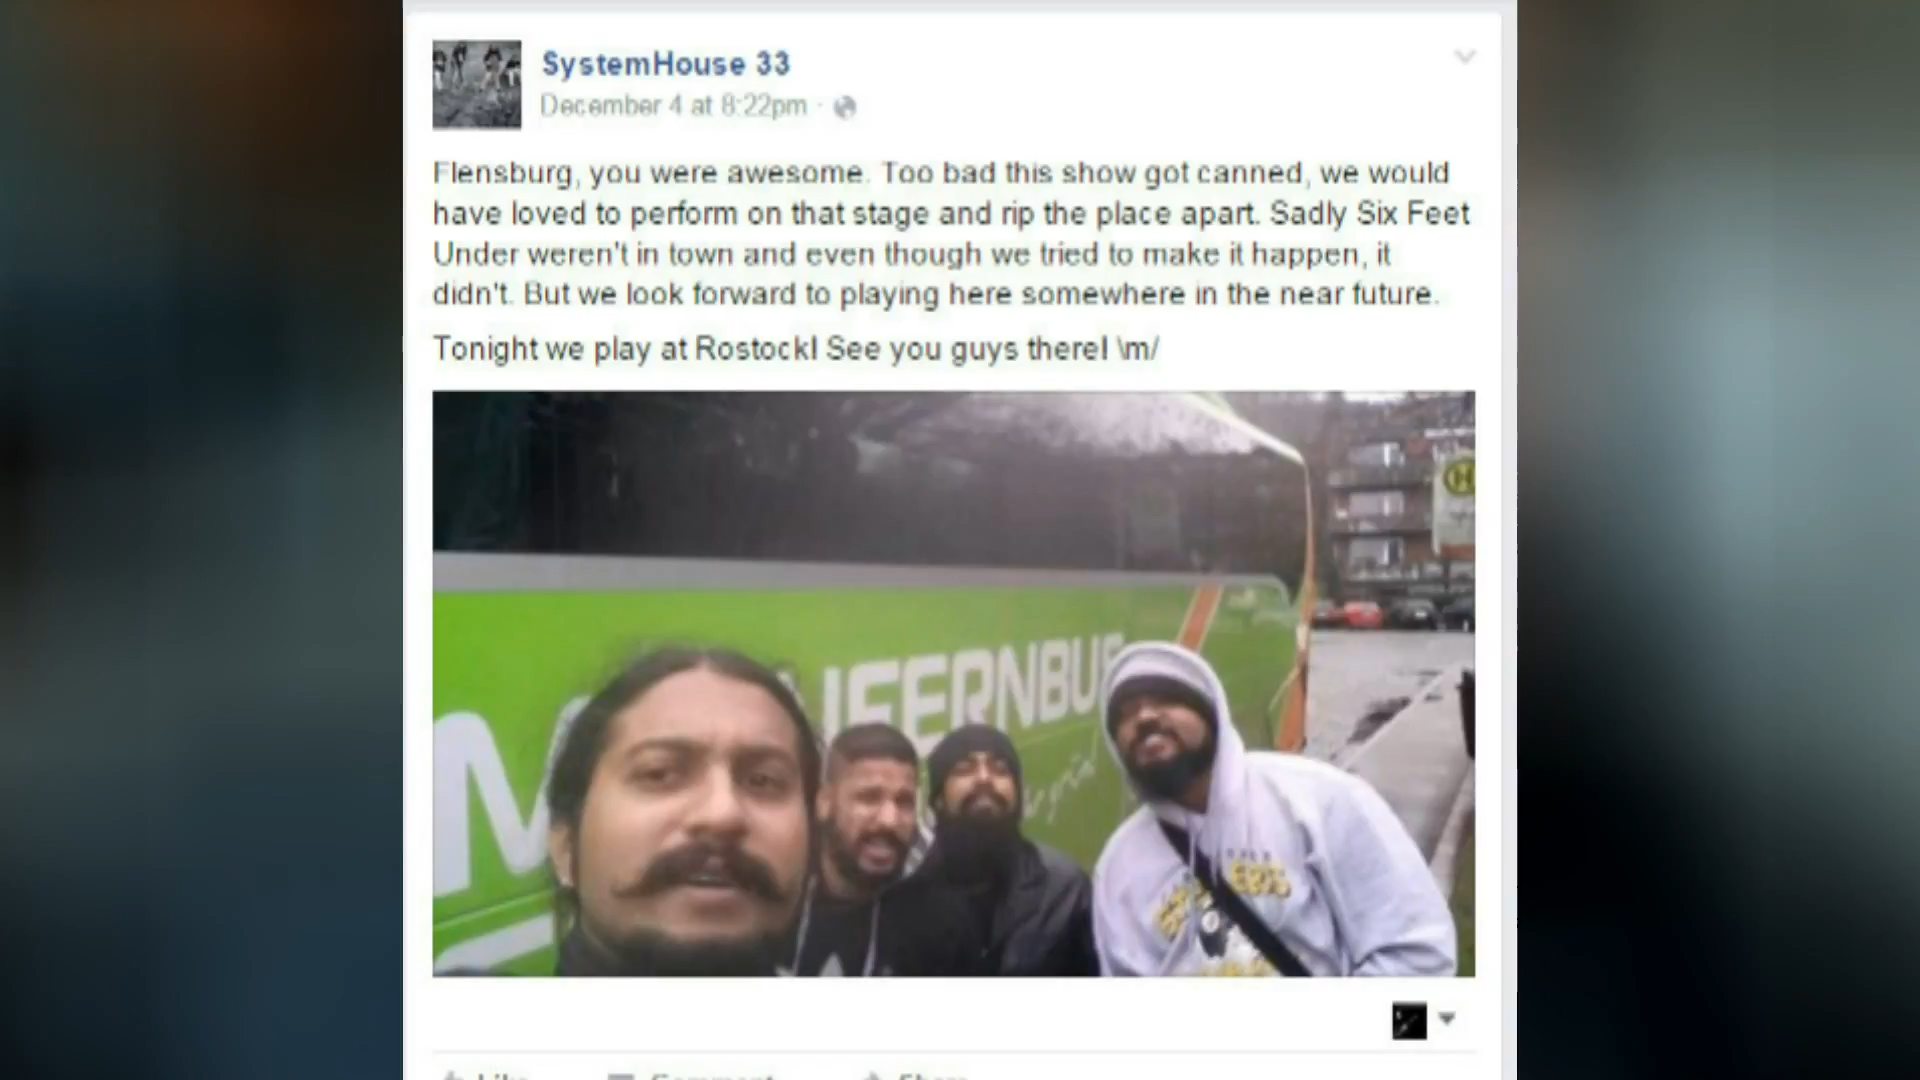 SystemHouse 33
December 4 at 8:22pm ·
Flensburg, you were awesome. Too bad this show got canned, we would
have loved to perform on that stage and rip the place apart. Sadly Six Feet
Under weren't in town and even though we tried to make it happen, it
didn't. But we look forward to playing here somewhere in the near future.
Tonight we play at Rostock! See you guys there! \m/
H
Like Comment Share